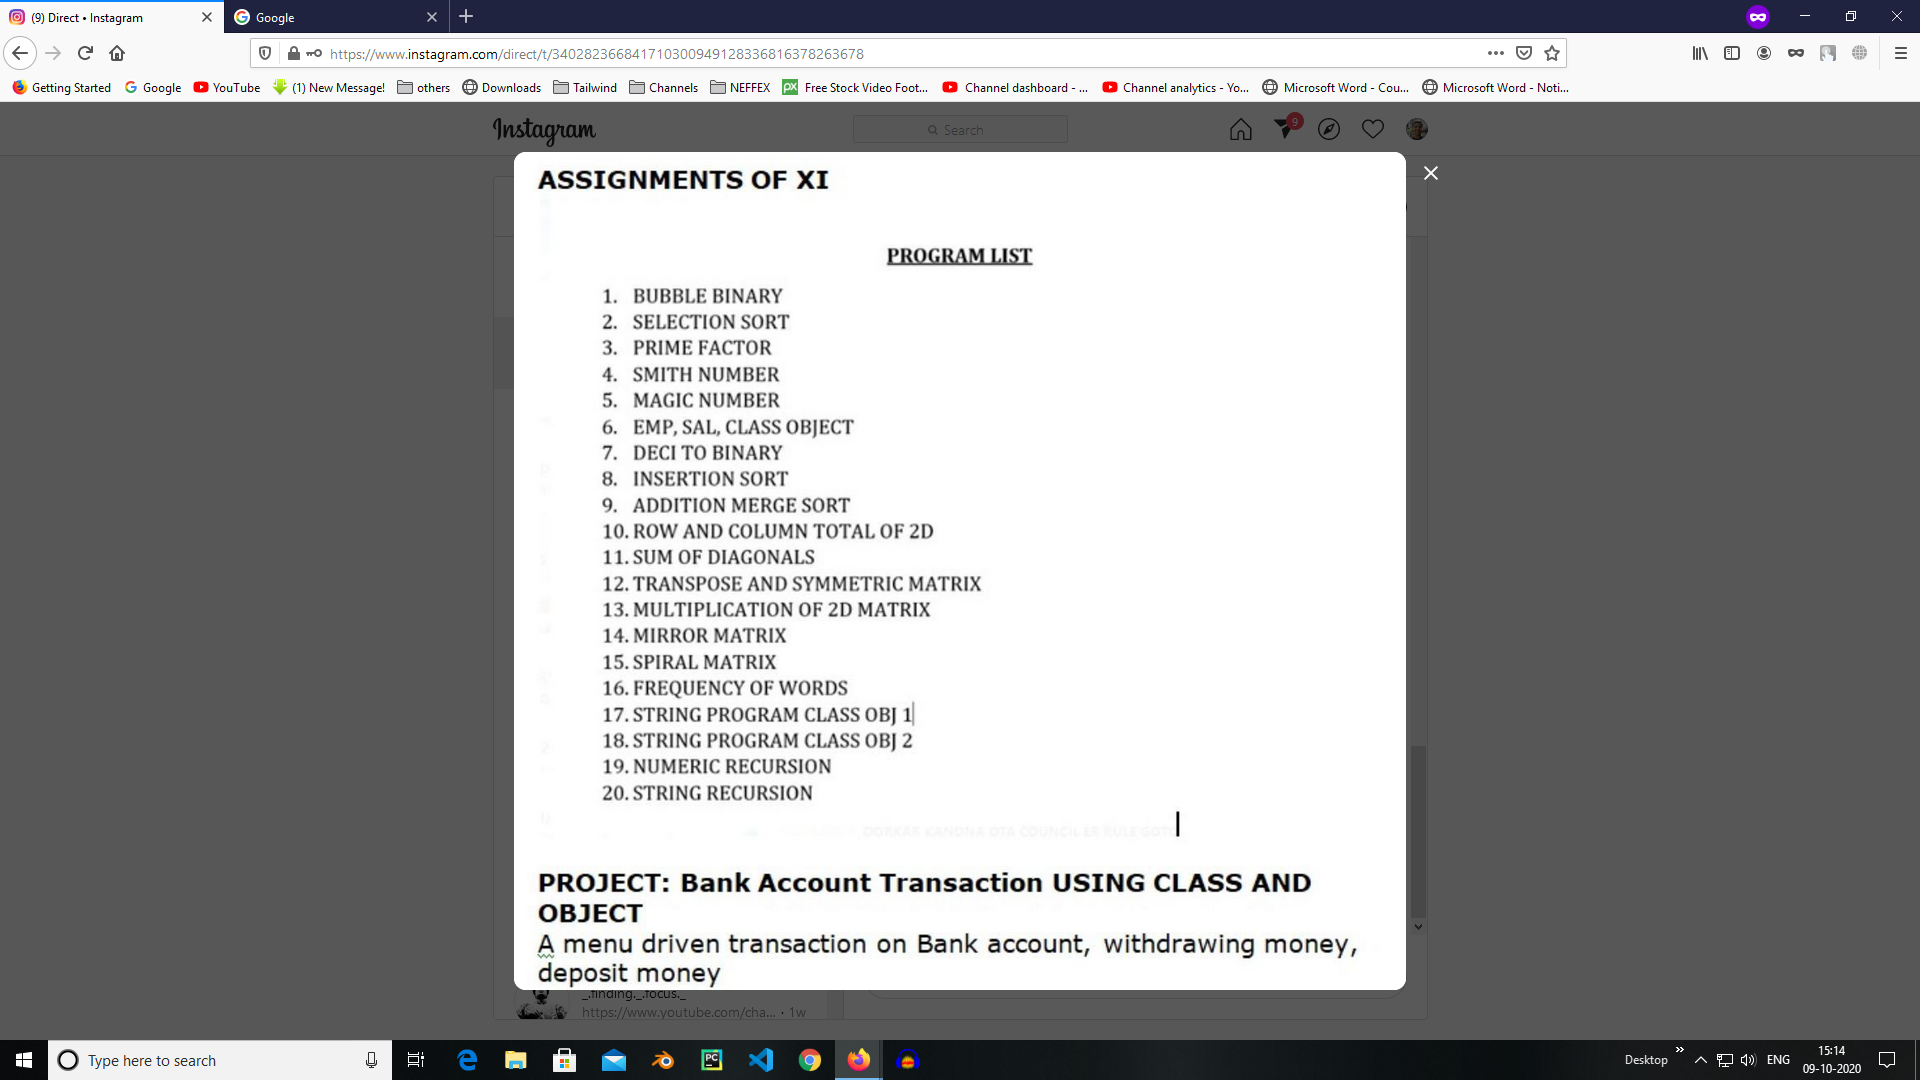 (9) Direct • Instagram
Google
https://www.instagram.com/direct/t/340282366841710300949128336816378263678
Getting Started
Google
YouTube
(1) New Message!
others
Downloads
Tailwind
Channels
NEFFEX
Free Stock Video Foot...
Channel dashboard - ...
Channel analytics - Yo...
Microsoft Word - Cou...
Microsoft Word - Noti...
Instagram
Search
9
ASSIGNMENTS OF XI
PROGRAM LIST
1. BUBBLE BINARY
2. SELECTION SORT
3. PRIME FACTOR
4. SMITH NUMBER
5. MAGIC NUMBER
6. EMP, SAL, CLASS OBJECT
7. DECI TO BINARY
8. INSERTION SORT
9. ADDITION MERGE SORT
10. ROW AND COLUMN TOTAL OF 2D
11. SUM OF DIAGONALS
12. TRANSPOSE AND SYMMETRIC MATRIX
13. MULTIPLICATION OF 2D MATRIX
14. MIRROR MATRIX
15. SPIRAL MATRIX
16. FREQUENCY OF WORDS
17. STRING PROGRAM CLASS OBJ 1
18. STRING PROGRAM CLASS OBJ 2
19. NUMERIC RECURSION
20. STRING RECURSION
PROJECT: Bank Account Transaction USING CLASS AND
OBJECT
A menu driven transaction on Bank account, withdrawing money,
deposit money
_.finding._.focus._
https://www.youtube.com/cha... · 1w
Type here to search
Desktop
ENG
15:14
09-10-2020